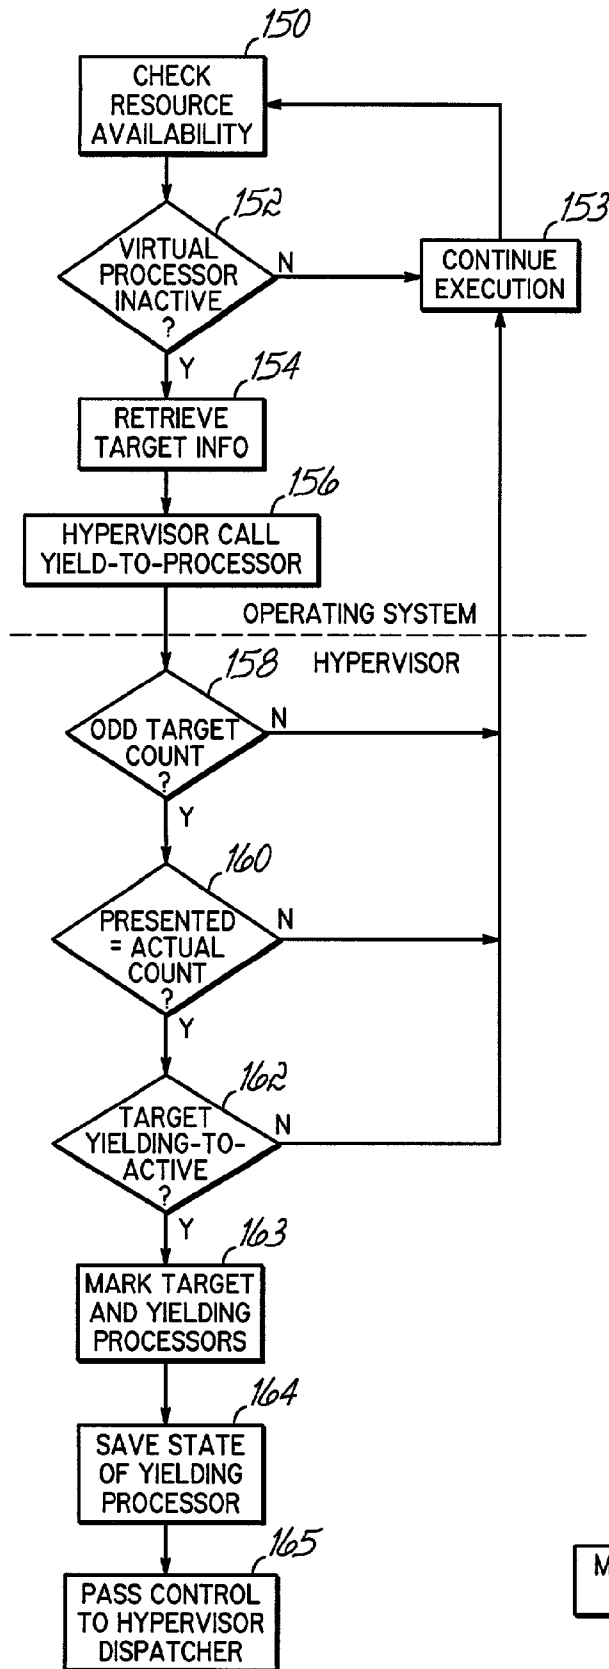 150
CHECK
RESOURCE
AVAILABILITY
152
VIRTUAL
PROCESSOR
INACTIVE
?
N
153
CONTINUE
EXECUTION
Y
154
RETRIEVE
TARGET INFO
156
HYPERVISOR CALL
YIELD-TO-PROCESSOR
OPERATING SYSTEM
HYPERVISOR
158
ODD TARGET
COUNT
?
N
Y
160
PRESENTED
= ACTUAL
COUNT
?
N
Y
162
TARGET
YIELDING-TO-
ACTIVE
?
N
Y
163
MARK TARGET
AND YIELDING
PROCESSORS
164
SAVE STATE
OF YIELDING
PROCESSOR
165
PASS CONTROL
TO HYPERVISOR
DISPATCHER
M